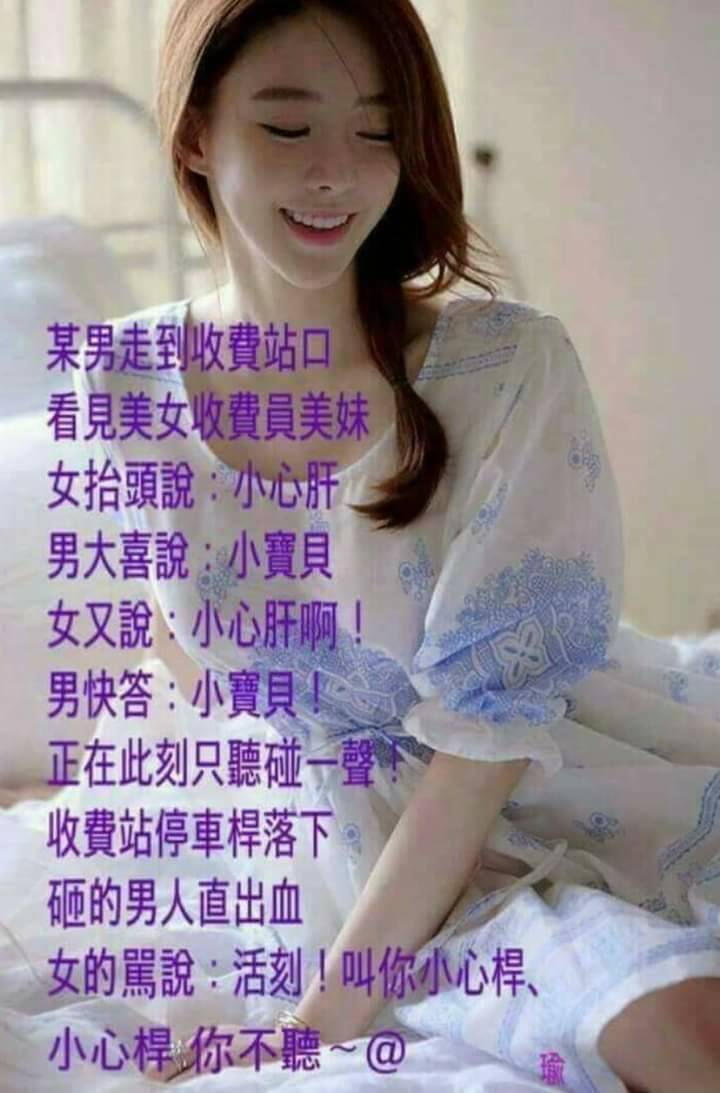 某男走到收費站口
看見美女收費員美妹
女抬頭說：小心肝
男大喜說：小寶貝
女又說：小心肝啊！
男快答：小寶貝！
正在此刻只聽碰一聲！
收費站停車桿落下
砸的男人直出血
女的罵說：活刻！叫你小心桿、
小心桿 你不聽～@
瑜